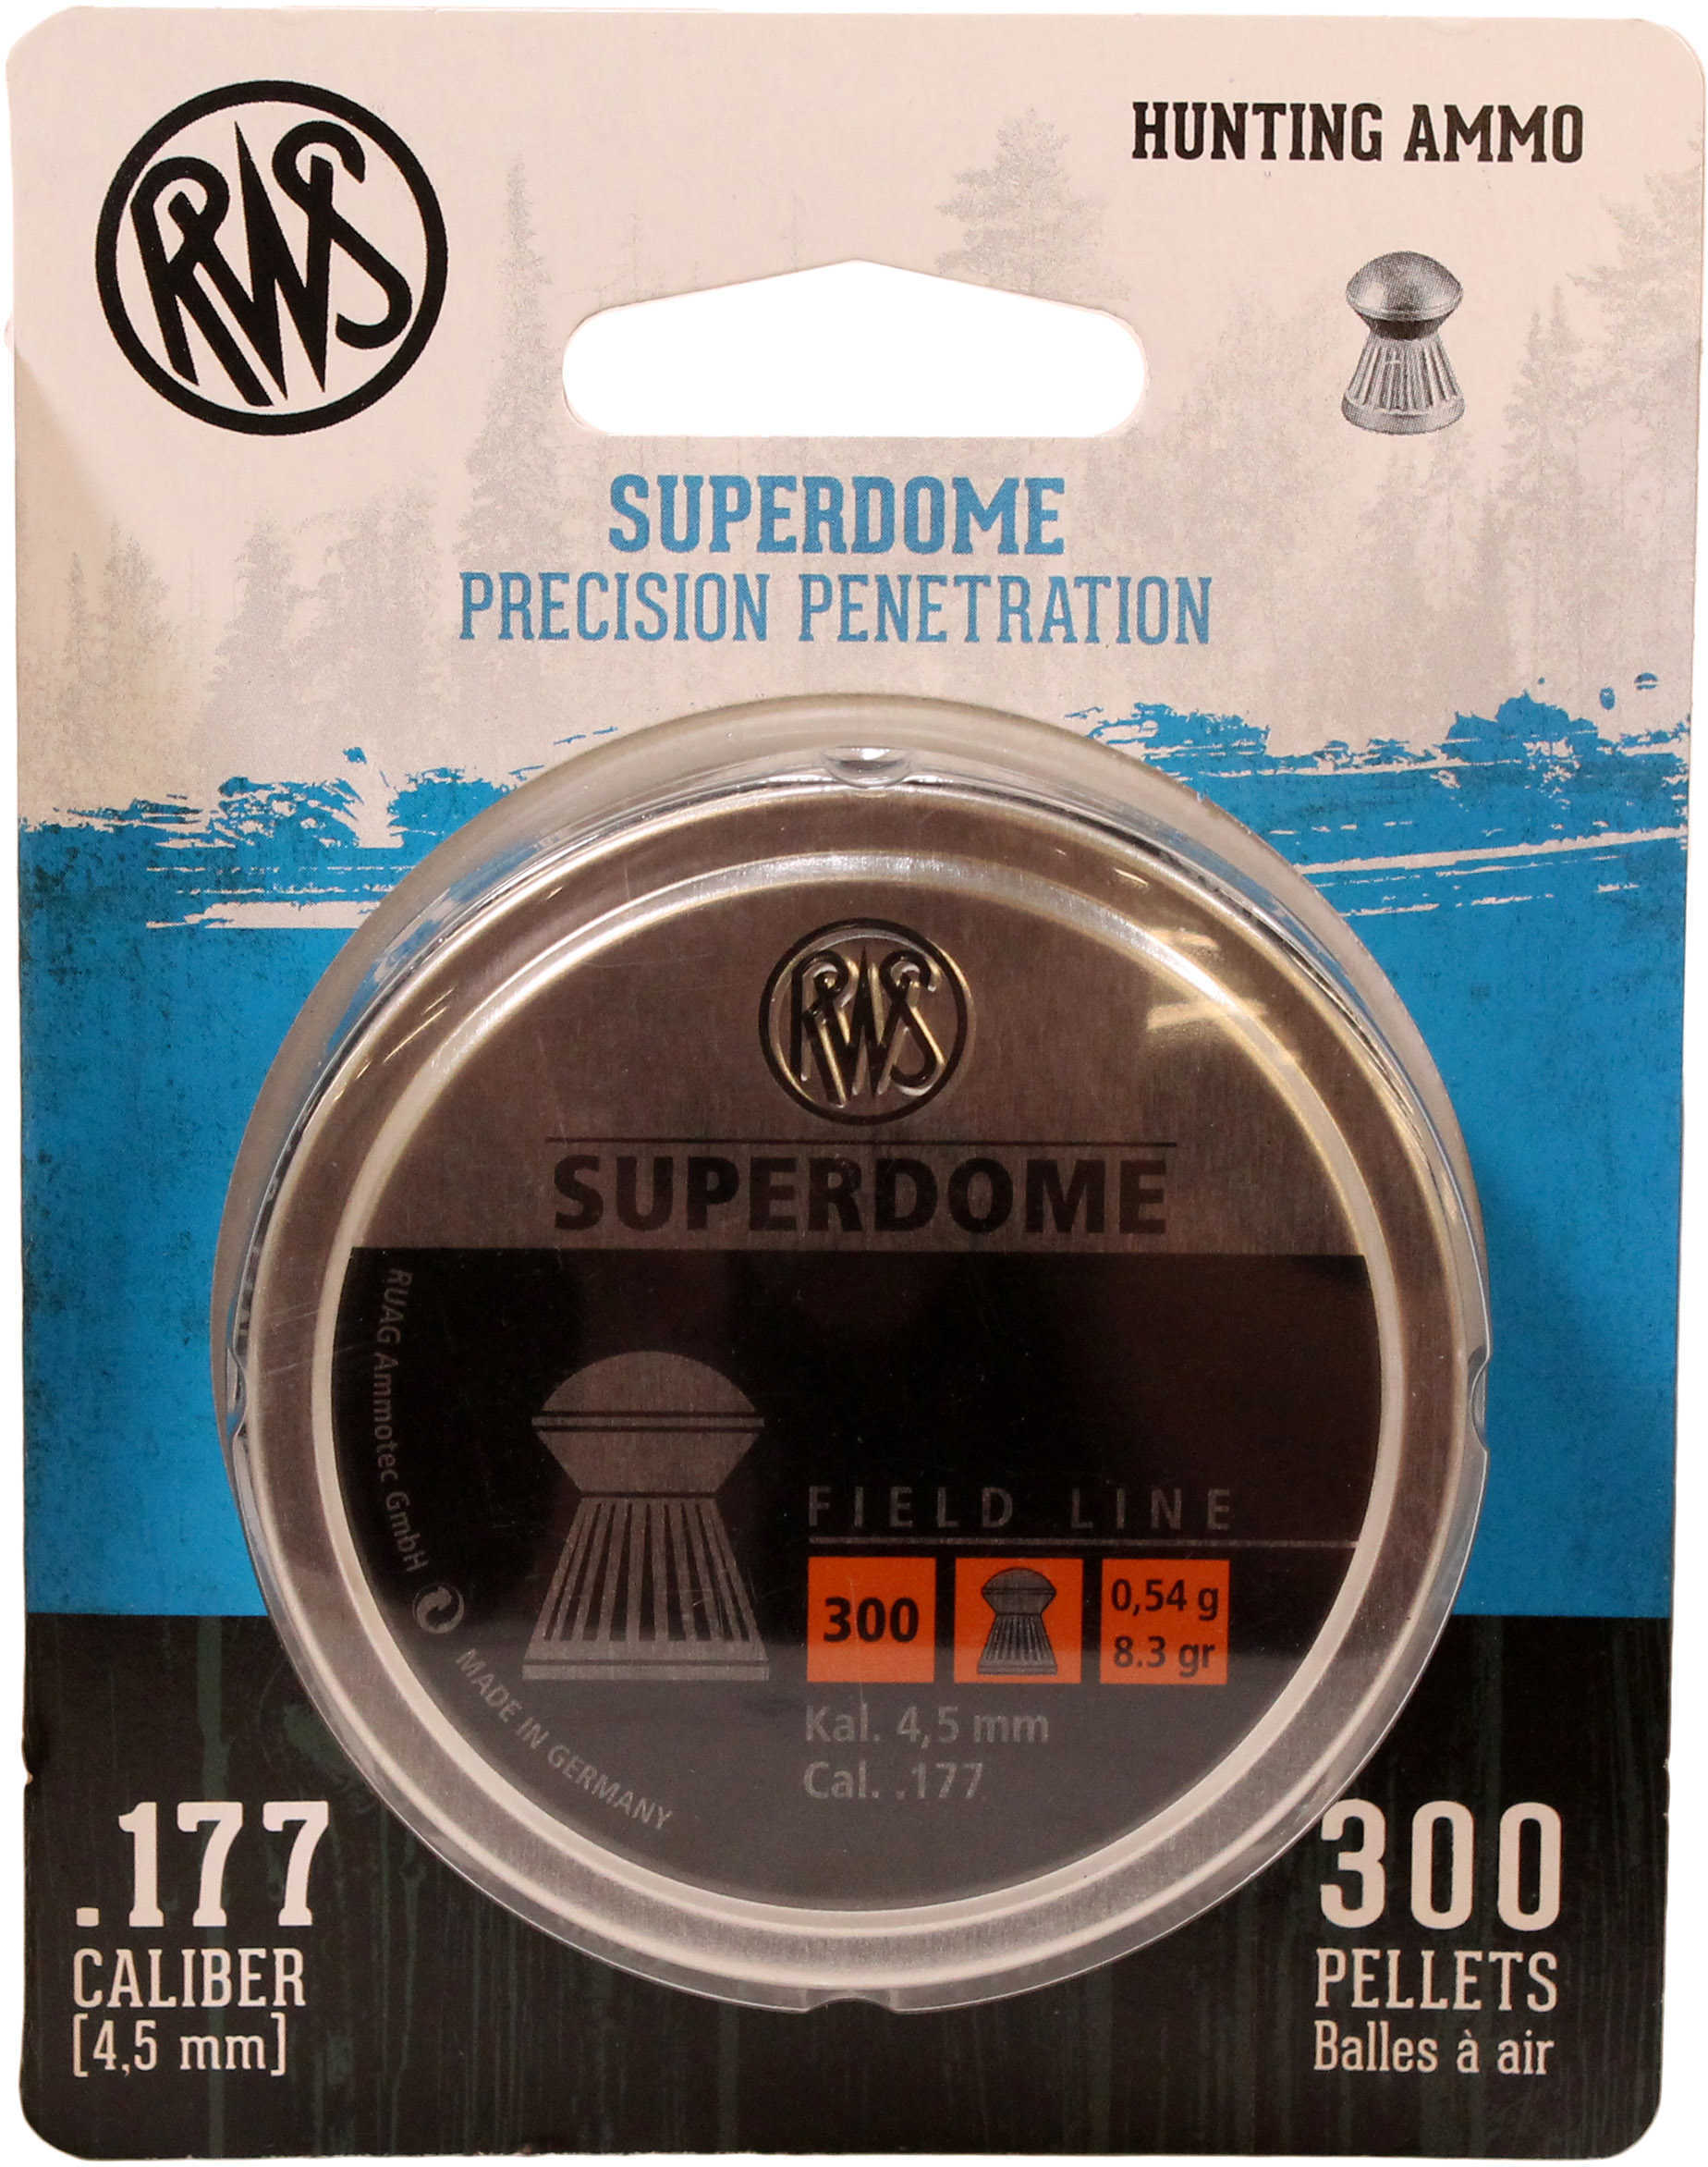 RWS
HUNTING AMMO
SUPERDOME
PRECISION PENETRATION
RWS
SUPERDOME
RUAG Ammotec GmbH
MADE IN GERMANY
FIELD LINE
300
0,54 g
8.3 gr
Kal. 4,5 mm
Cal. .177
.177
CALIBER
[4,5 mm]
300
PELLETS
Balles à air